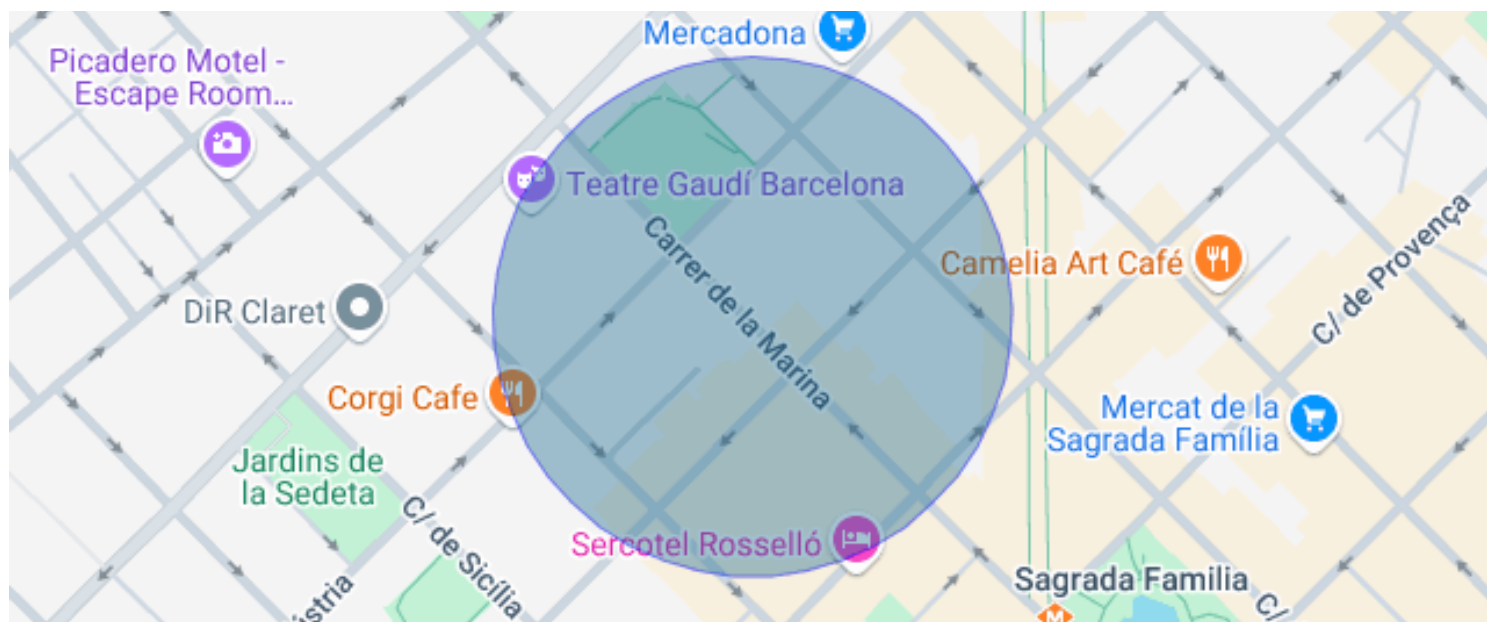 Mercadona
Picadero Motel -
Escape Room...
Teatre Gaudí Barcelona
Carrer de la Marina
Camelia Art Café
C/ de Provença
DiR Claret
Corgi Cafe
Mercat de la
Sagrada Família
Jardins de
la Sedeta
C/ de Sicília
Sercotel Rosselló
Sagrada Familia
M
C/
ústria